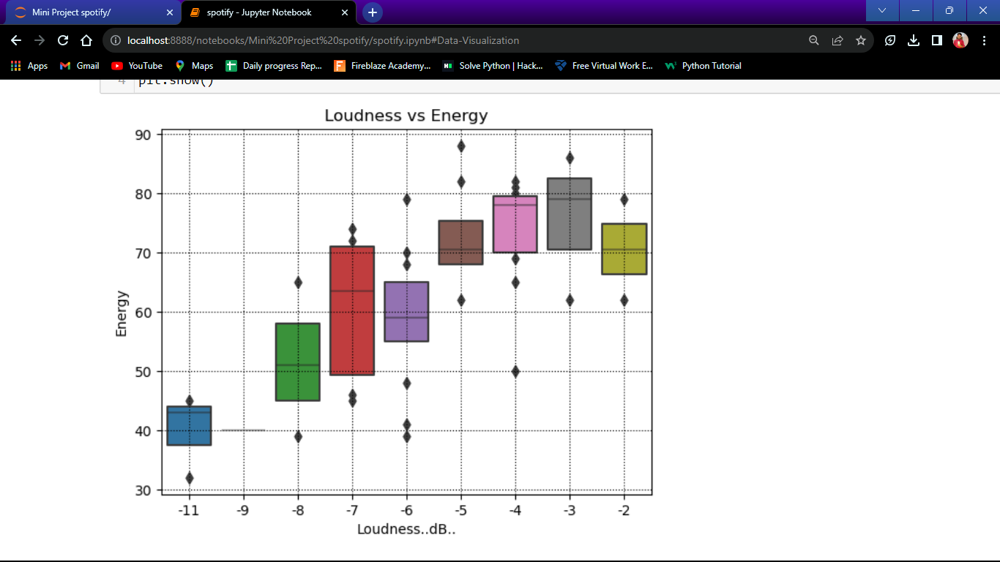 Mini Project spotify/
spotify - Jupyter Notebook
localhost:8888/notebooks/Mini%20Project%20spotify/spotify.ipynb#Data-Visualization
Apps Gmail YouTube Maps Daily progress Rep... Fireblaze Academy... Solve Python | Hack... Free Virtual Work E... Python Tutorial
4 plt.show()
Loudness vs Energy
90
80
70
60
50
40
30
Energy
-11 -9 -8 -7 -6 -5 -4 -3 -2
Loudness..dB..